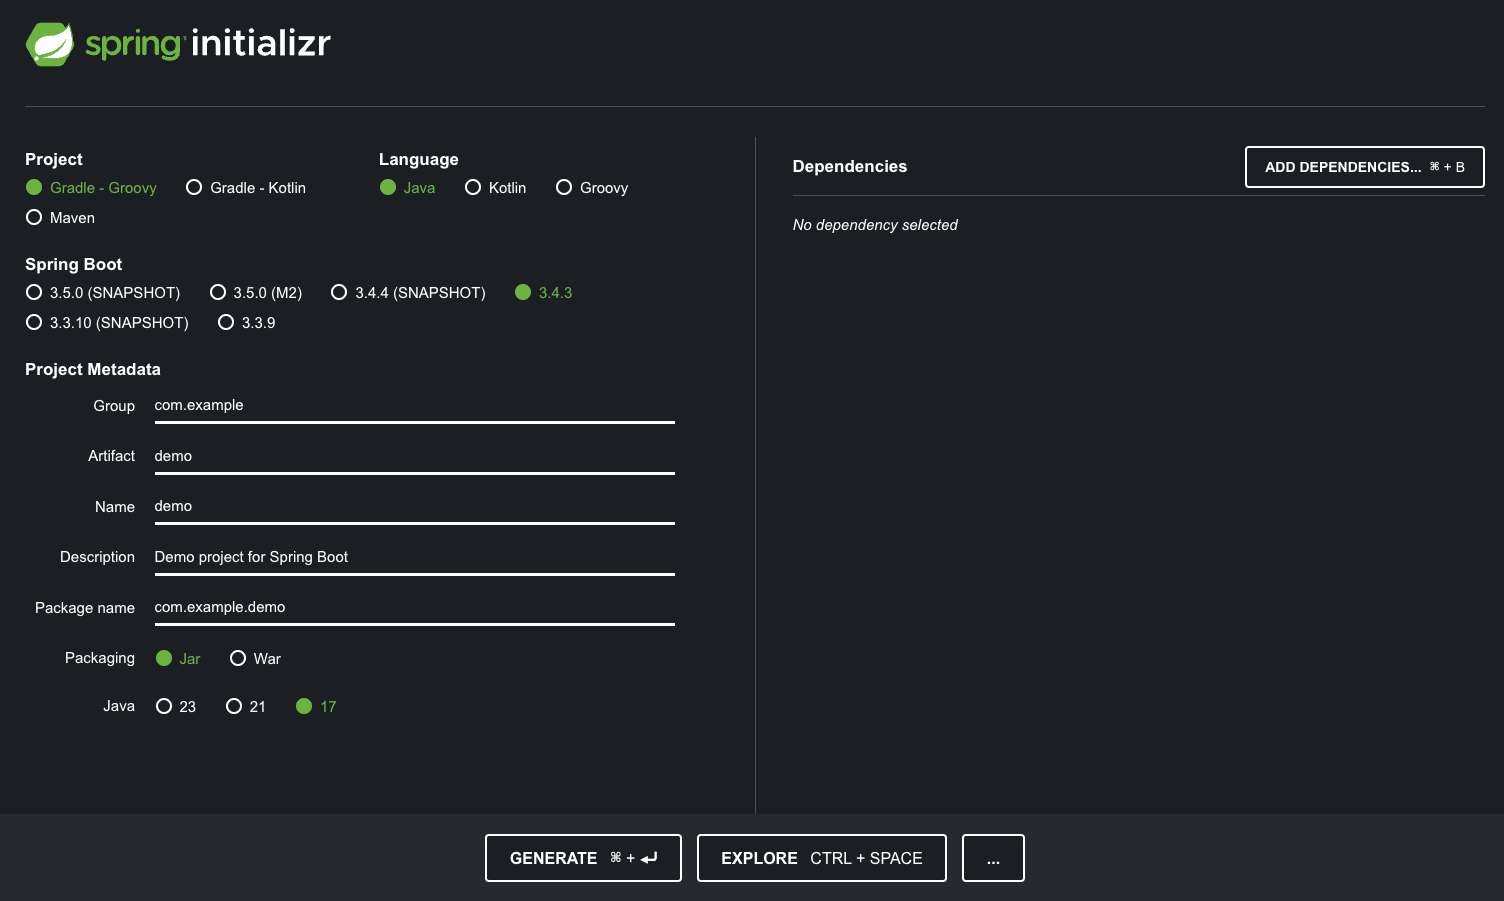 spring initializr
Project
Gradle - Groovy Gradle - Kotlin
Maven
Language
Java Kotlin Groovy
Spring Boot
3.5.0 (SNAPSHOT) 3.5.0 (M2) 3.4.4 (SNAPSHOT) 3.4.3
3.3.10 (SNAPSHOT) 3.3.9
Project Metadata
Group com.example
Artifact demo
Name demo
Description Demo project for Spring Boot
Package name com.example.demo
Packaging Jar War
Java 23 21 17
Dependencies
ADD DEPENDENCIES... ⌘ + B
No dependency selected
GENERATE ⌘ + ⏎
EXPLORE CTRL + SPACE
...